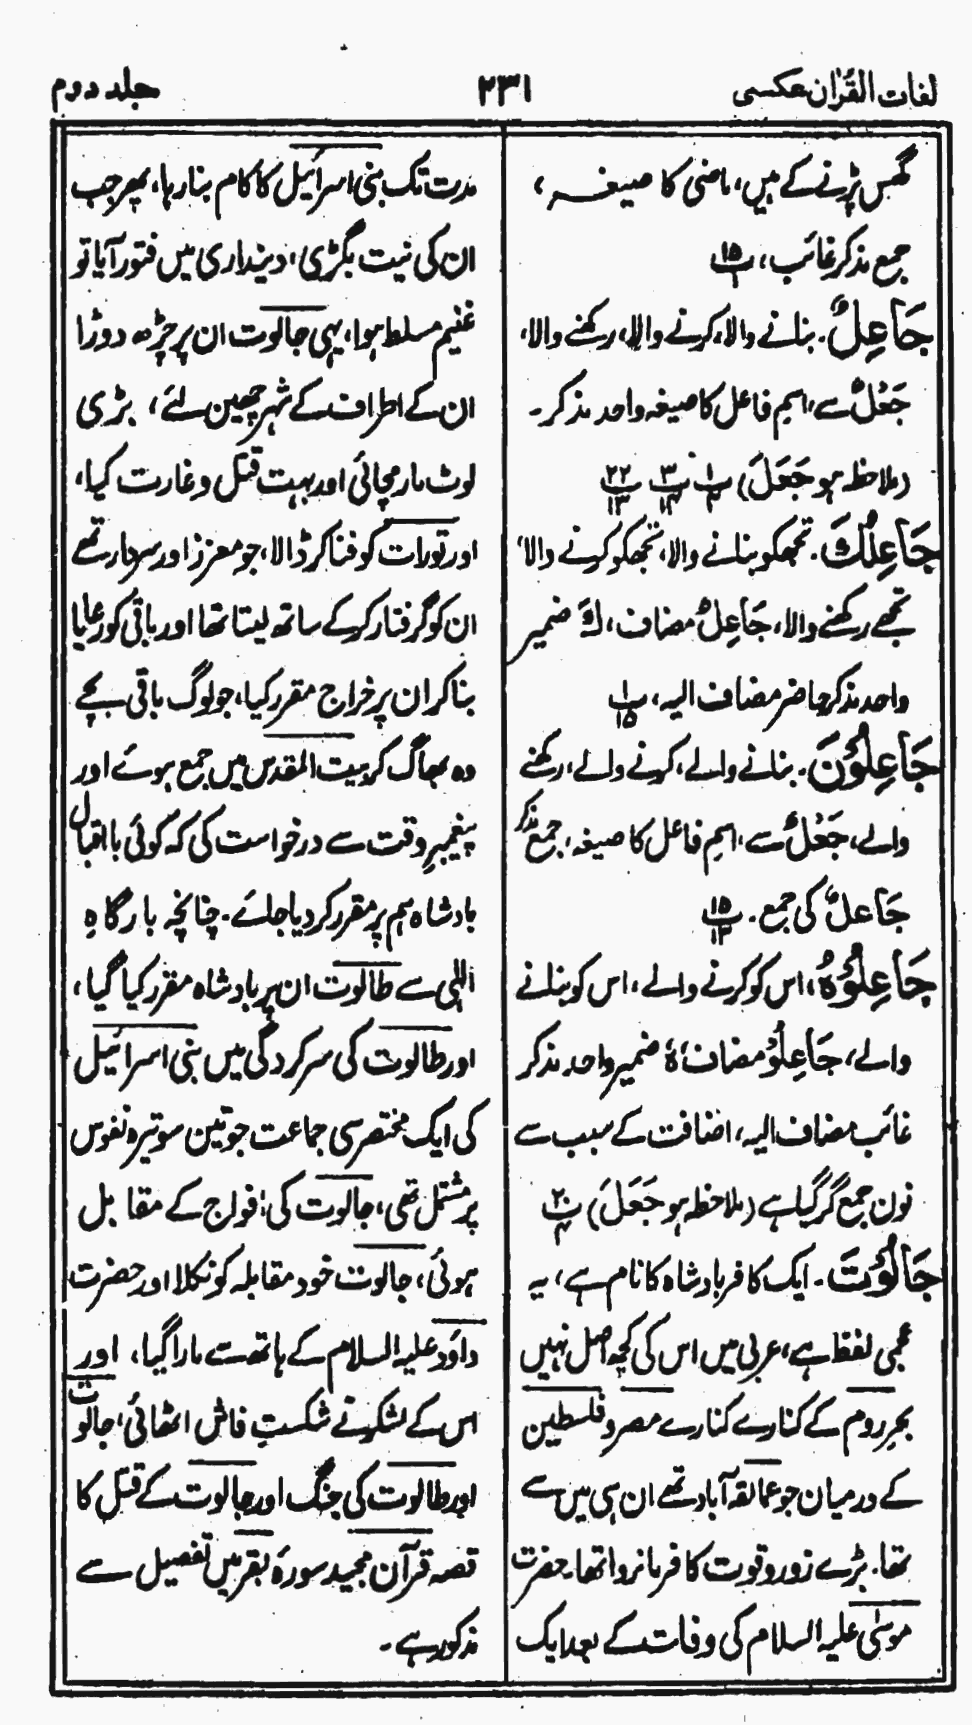 لغات القرآن عکسی
۲۳۱
جلد دوم
گھس پڑنے کے ہیں، ماضی کا صیغہ،
جمع مذکر غائب، پ ۱۵ ۱
جَاعِلٌ. بنانے والا، کرنے والا، رکھنے والا،
جَعْلٌ سے، اسم فاعل کا صیغہ واحد مذکر۔
(ملاحظہ ہو جَعَلَ) پ ۱ ۴ پ ۳ ۱۴ پ ۲۲ ۱۳
جَاعِلُكَ. تجھکو بنانے والا، تجھکو کرنے والا،
تجھے رکھنے والا، جَاعِلُ مضاف، كَ ضمیر
واحد مذکر حاضر مضاف الیہ، پ ۱ ۱۵
جَاعِلُوْنَ. بنانے والے، کرنے والے، رکھنے
والے، جَعْلٌ سے، اسم فاعل کا صیغہ، جمع مذکر
جَاعِلٌ کی جمع. پ ۱۵ ۱۳
جَاعِلُوْهُ، اس کو کرنے والے، اس کو بنانے
والے، جَاعِلُوْ مضاف، هُ ضمیر واحد مذکر
غائب مضاف الیہ، اضافت کے سبب سے
نون جمع گر گیا ہے (ملاحظہ ہو جَعَلَ) پ ۲۰ ۴
جَالُوْتَ. ایک کافر بادشاہ کا نام ہے، یہ
عجمی لفظ ہے، عربی میں اس کی کچھ اصل نہیں
بحر روم کے کنارے کنارے مصر و فلسطین
کے درمیان جو عمالقہ آباد تھے ان ہی میں سے
تھا. بڑے زور و قوت کا فرمانروا تھا. حضرت
موسیٰ علیہ السلام کی وفات کے بعد ایک
مدت تک بنی اسرائیل کا کام بنا رہا، پھر جب
ان کی نیت بگڑی، دینداری میں فتور آیا تو
غنیم مسلط ہوا، یہی جالوت ان پر چڑھ دوڑا
ان کے اطراف کے شہر چھین لئے، بڑی
لوٹ مار مچائی اور بہت قتل و غارت کیا،
اور تورات کو فنا کر ڈالا، جو معزز اور سردار تھے
ان کو گرفتار کر کے ساتھ لیتا تھا اور باقی کو رعایا
بنا کر ان پر خراج مقرر کیا، جو لوگ باقی بچے
وہ بھاگ کر بیت المقدس میں جمع ہوئے اور
پیغمبرِ وقت سے درخواست کی کہ کوئی با اقبال
بادشاہ ہم پر مقرر کر دیا جائے. چنانچہ بارگاہِ
الٰہی سے طالوت ان پر بادشاہ مقرر کیا گیا،
اور طالوت کی سرکردگی میں بنی اسرائیل
کی ایک مختصر سی جماعت جو تین سو تیرہ نفوس
پر مشتمل تھی، جالوت کی افواج کے مقابل
ہوئی، جالوت خود مقابلہ کو نکلا اور حضرت
داؤد علیہ السلام کے ہاتھ سے مارا گیا، اور
اس کے لشکر نے شکستِ فاش اٹھائی، جالوت
اور طالوت کی جنگ اور جالوت کے قتل کا
قصہ قرآن مجید سورۂ بقر میں تفصیل سے
مذکور ہے۔